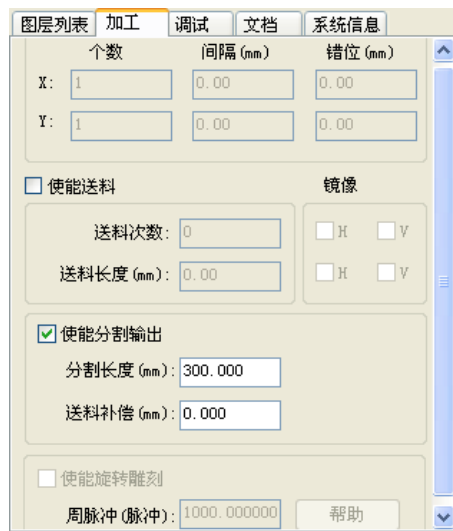 图层列表 加工 调试 文档 系统信息
个数 间隔(mm) 错位(mm)
X: 1 0.00 0.00
Y: 1 0.00 0.00
使能送料 镜像
送料次数: 0 H V
送料长度(mm): 0.00 H V
使能分割输出
分割长度(mm): 300.000
送料补偿(mm): 0.000
使能旋转雕刻
周脉冲(脉冲): 1000.000000 帮助